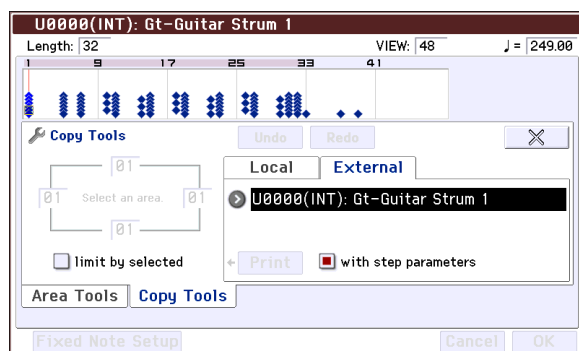 U0000(INT): Gt-Guitar Strum 1
Length: 32 VIEW: 48 ♩= 249.00
1 9 17 25 33 41
Copy Tools Undo Redo
Local External
01
01 Select an area. 01
01
U0000(INT): Gt-Guitar Strum 1
limit by selected Print with step parameters
Area Tools Copy Tools
Fixed Note Setup Cancel OK